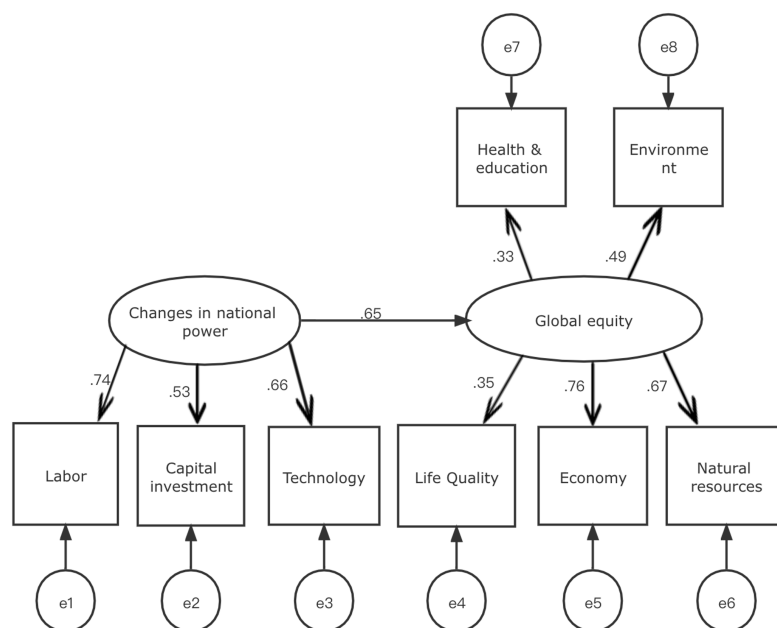 e7
e8
Health &
education
Environme
nt
.33
.49
Changes in national
power
.65
Global equity
.74
.53
.66
.35
.76
.67
Labor
Capital
investment
Technology
Life Quality
Economy
Natural
resources
e1
e2
e3
e4
e5
e6